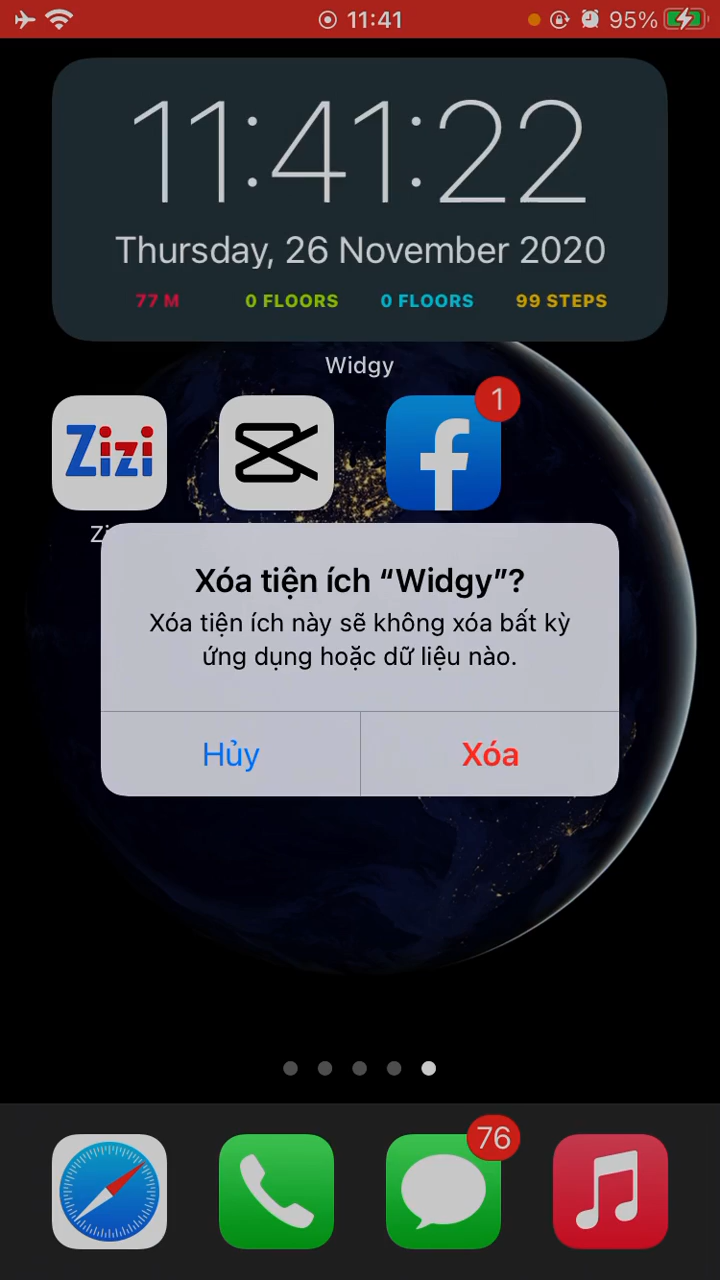 11:41
95%
11:41:22
Thursday, 26 November 2020
77 M 0 FLOORS 0 FLOORS 99 STEPS
Widgy
Zizi
1
Xóa tiện ích “Widgy”?
Xóa tiện ích này sẽ không xóa bất kỳ
ứng dụng hoặc dữ liệu nào.
Hủy Xóa
76